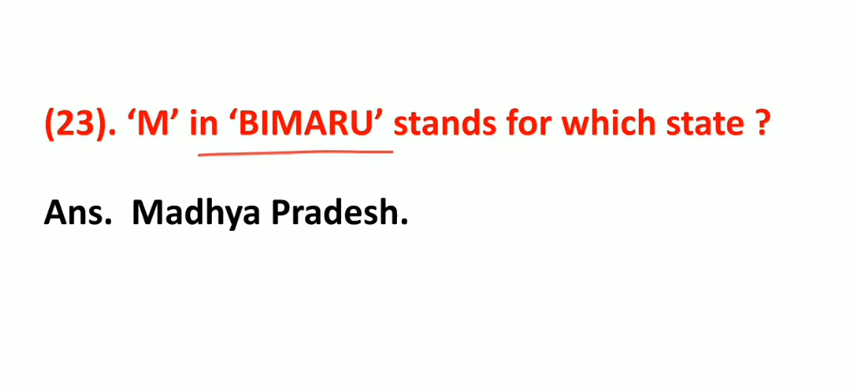 (23). ‘M’ in ‘BIMARU’ stands for which state ?
Ans.  Madhya Pradesh.